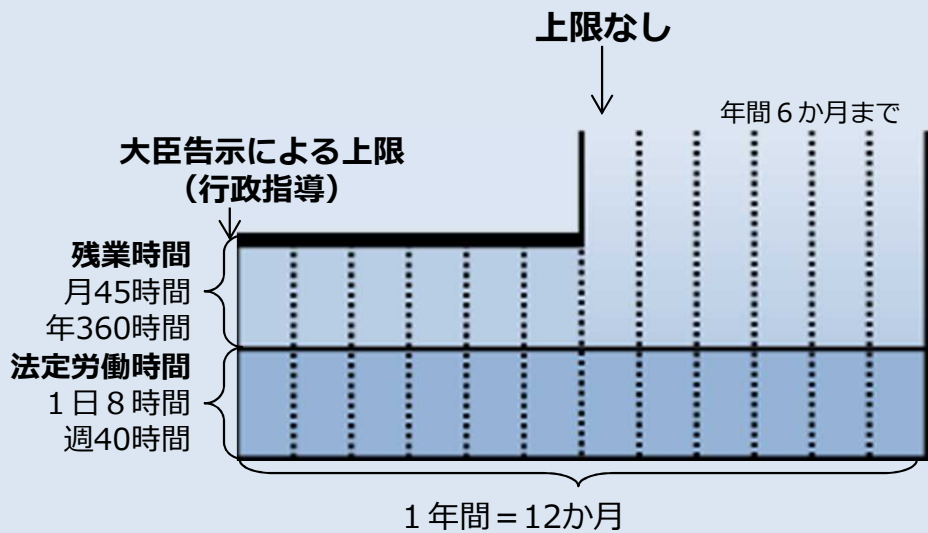 上限なし
年間６か月まで
大臣告示による上限
（行政指導）
残業時間
月45時間
年360時間
法定労働時間
１日８時間
週40時間
１年間＝12か月